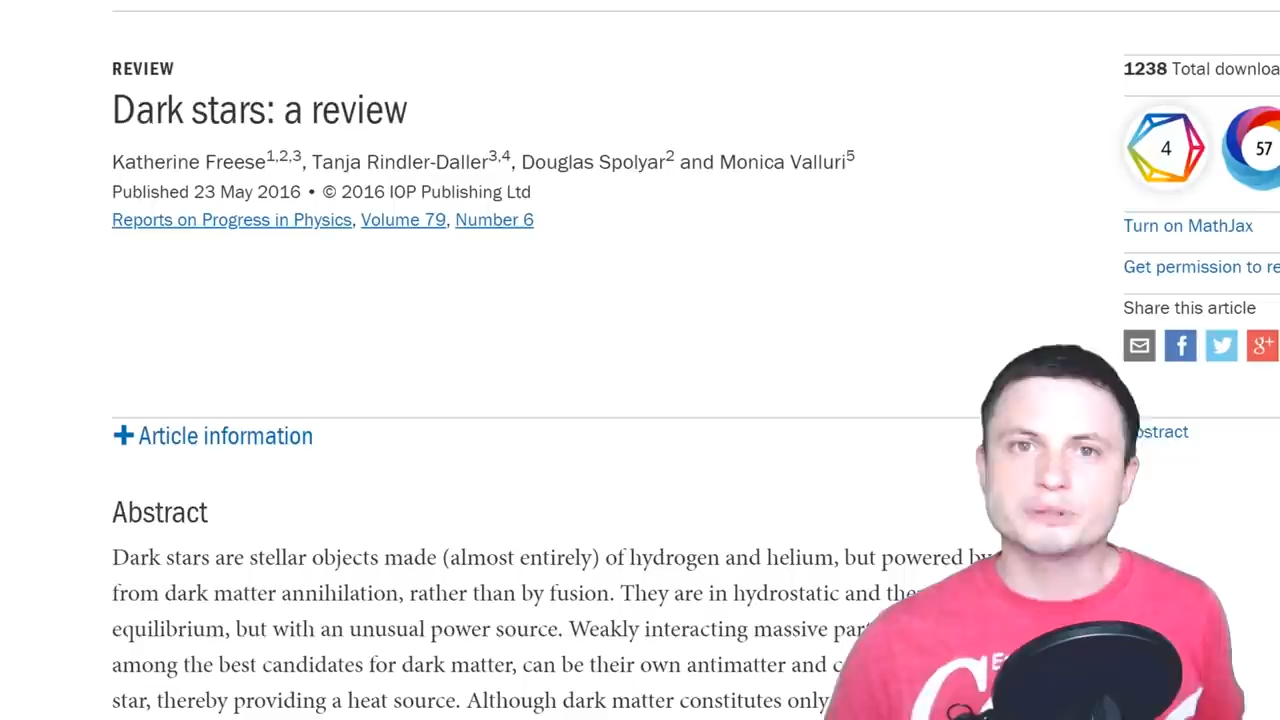 REVIEW
Dark stars: a review
Katherine Freese1,2,3, Tanja Rindler-Daller3,4, Douglas Spolyar2 and Monica Valluri5
Published 23 May 2016 • © 2016 IOP Publishing Ltd
Reports on Progress in Physics, Volume 79, Number 6
1238 Total downloa
4
57
Turn on MathJax
Get permission to re
Share this article
g+
Article information
ostract
Abstract
Dark stars are stellar objects made (almost entirely) of hydrogen and helium, but powered by
from dark matter annihilation, rather than by fusion. They are in hydrostatic and the
equilibrium, but with an unusual power source. Weakly interacting massive par
among the best candidates for dark matter, can be their own antimatter and
star, thereby providing a heat source. Although dark matter constitutes only